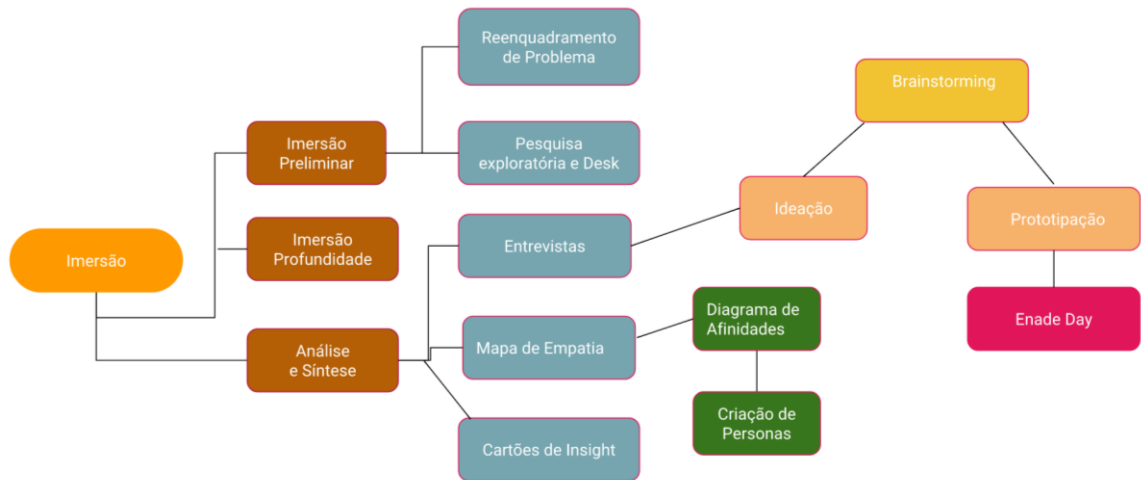 Imersão
Imersão
Preliminar
Imersão
Profundidade
Análise
e Síntese
Reenquadramento
de Problema
Pesquisa
exploratória e Desk
Entrevistas
Mapa de Empatia
Cartões de Insight
Diagrama de
Afinidades
Criação de
Personas
Ideação
Brainstorming
Prototipação
Enade Day